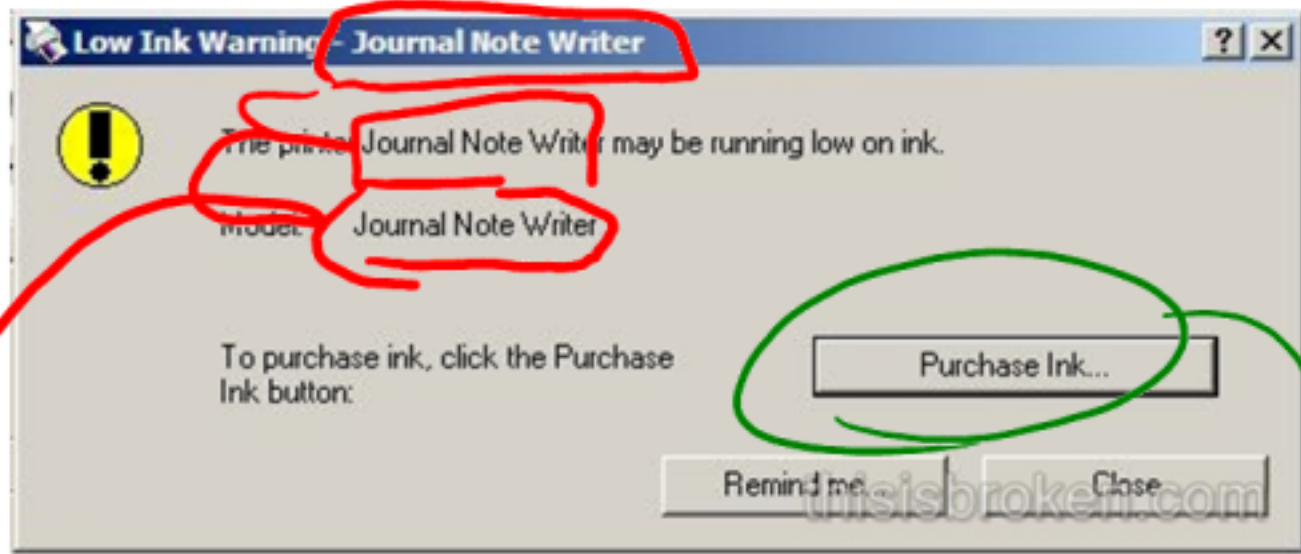 Low Ink Warning - Journal Note Writer
The printer Journal Note Writer may be running low on ink.
Model: Journal Note Writer
To purchase ink, click the Purchase
Ink button:
Purchase Ink...
Remind me...
Close
thisisbroken.com